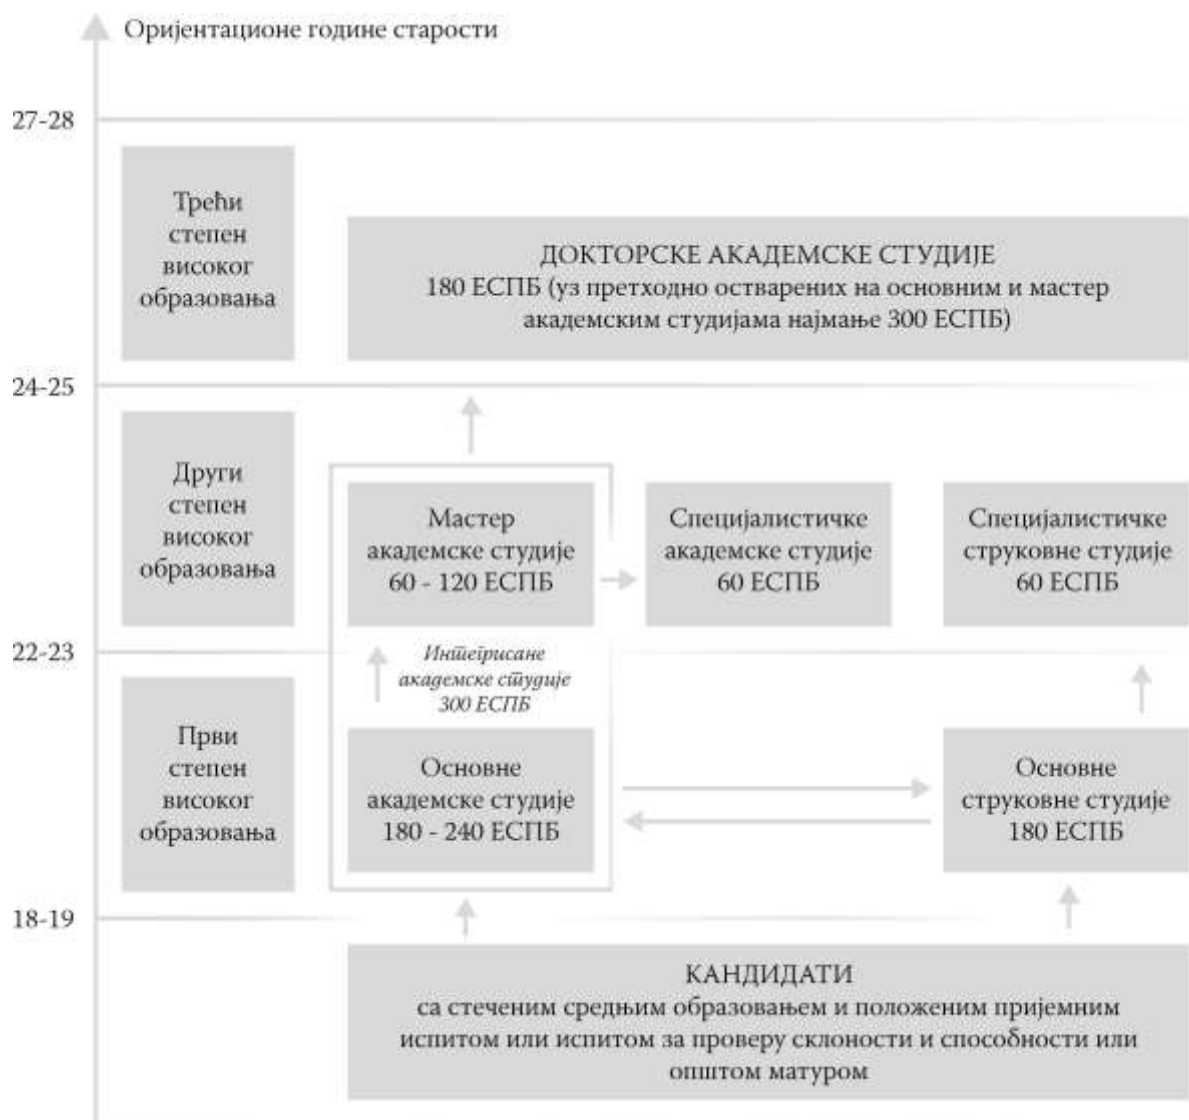 Оријентационе године старости
27-28
Трећи
степен
високог
образовања
ДОКТОРСКЕ АКАДЕМСКЕ СТУДИЈЕ
180 ЕСПБ (уз претходно остварених на основним и мастер
академским студијама најмање 300 ЕСПБ)
24-25
Други
степен
високог
образовања
Мастер
академске студије
60 - 120 ЕСПБ
Специјалистичке
академске студије
60 ЕСПБ
Специјалистичке
струковне студије
60 ЕСПБ
22-23
Интегрисане
академске студије
300 ЕСПБ
Први
степен
високог
образовања
Основне
академске студије
180 - 240 ЕСПБ
Основне
струковне студије
180 ЕСПБ
18-19
КАНДИДАТИ
са стеченим средњим образовањем и положеним пријемним
испитом или испитом за проверу склоности и способности или
општом матуром